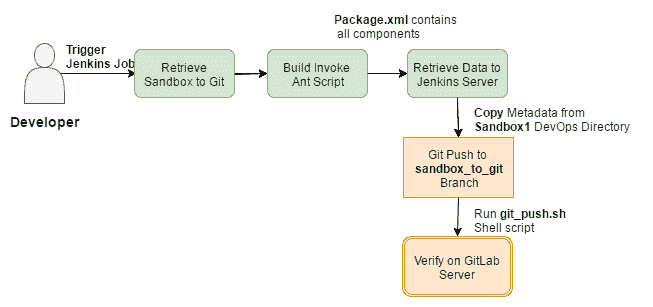 Package.xml contains
all components
Trigger
Jenkins Job
Retrieve
Sandbox to Git
Build Invoke
Ant Script
Retrieve Data to
Jenkins Server
Developer
Copy Metadata from
Sandbox1 DevOps Directory
Git Push to
sandbox_to_git
Branch
Run git_push.sh
Shell script
Verify on GitLab
Server